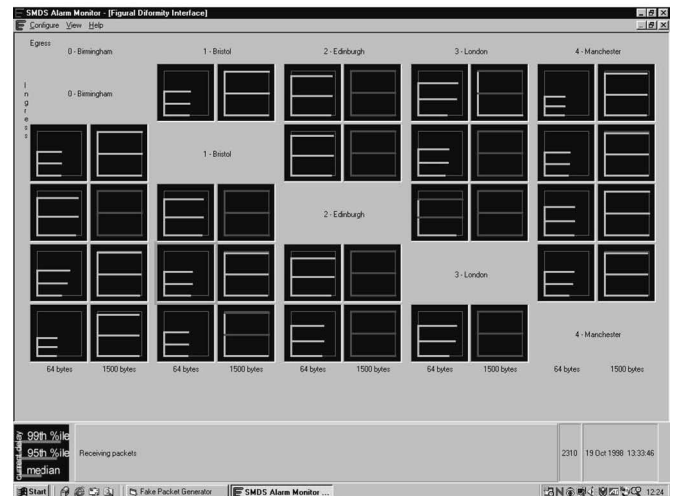 SMDS Alarm Monitor - [Figural Diformity Interface]
Configure View Help
Egress
0 - Birmingham 1 - Bristol 2 - Edinburgh 3 - London 4 - Manchester
Ingress
0 - Birmingham
1 - Bristol
2 - Edinburgh
3 - London
4 - Manchester
64 bytes 1500 bytes 64 bytes 1500 bytes 64 bytes 1500 bytes 64 bytes 1500 bytes 64 bytes 1500 bytes
current delay
99th %ile
95th %ile
median
Receiving packets
2310 19 Oct 1998 13:33:46
Start Fake Packet Generator SMDS Alarm Monitor ... 12:24